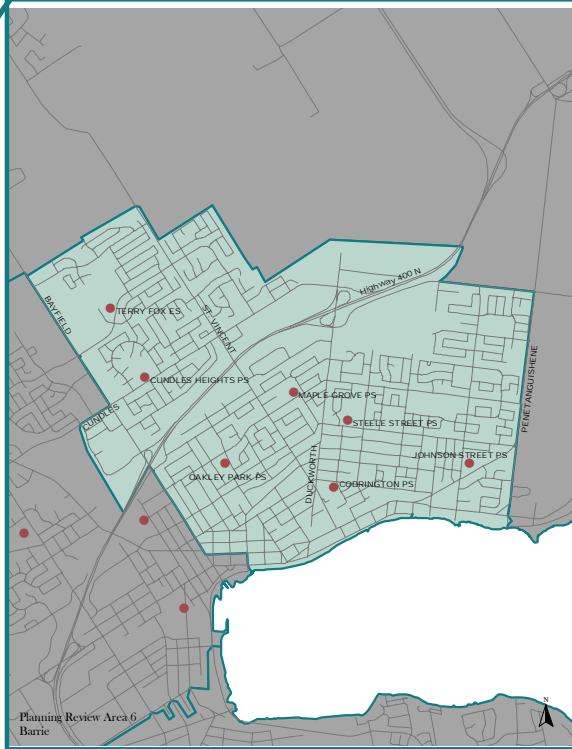 Highway 400 N
BAYFIELD
TERRY FOX ES
ST. VINCENT
PENETANGUISHENE
CUNDLES HEIGHTS PS
MAPLE GROVE PS
CUNDLES
STEELE STREET PS
JOHNSON STREET PS
OAKLEY PARK PS
DUCKWORTH
CODRINGTON PS
N
Planning Review Area 6
Barrie